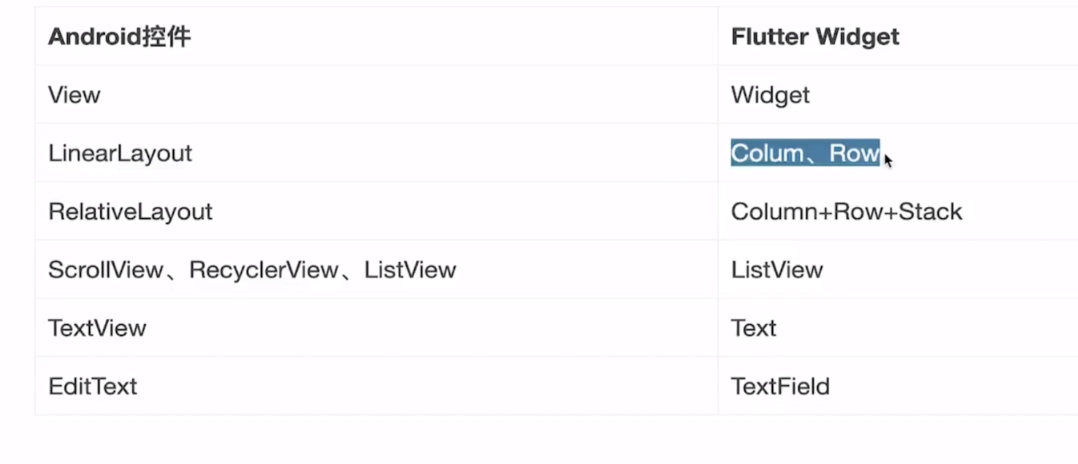 Android控件 Flutter Widget
View Widget
LinearLayout Colum、Row
RelativeLayout Column+Row+Stack
ScrollView、RecyclerView、ListView ListView
TextView Text
EditText TextField